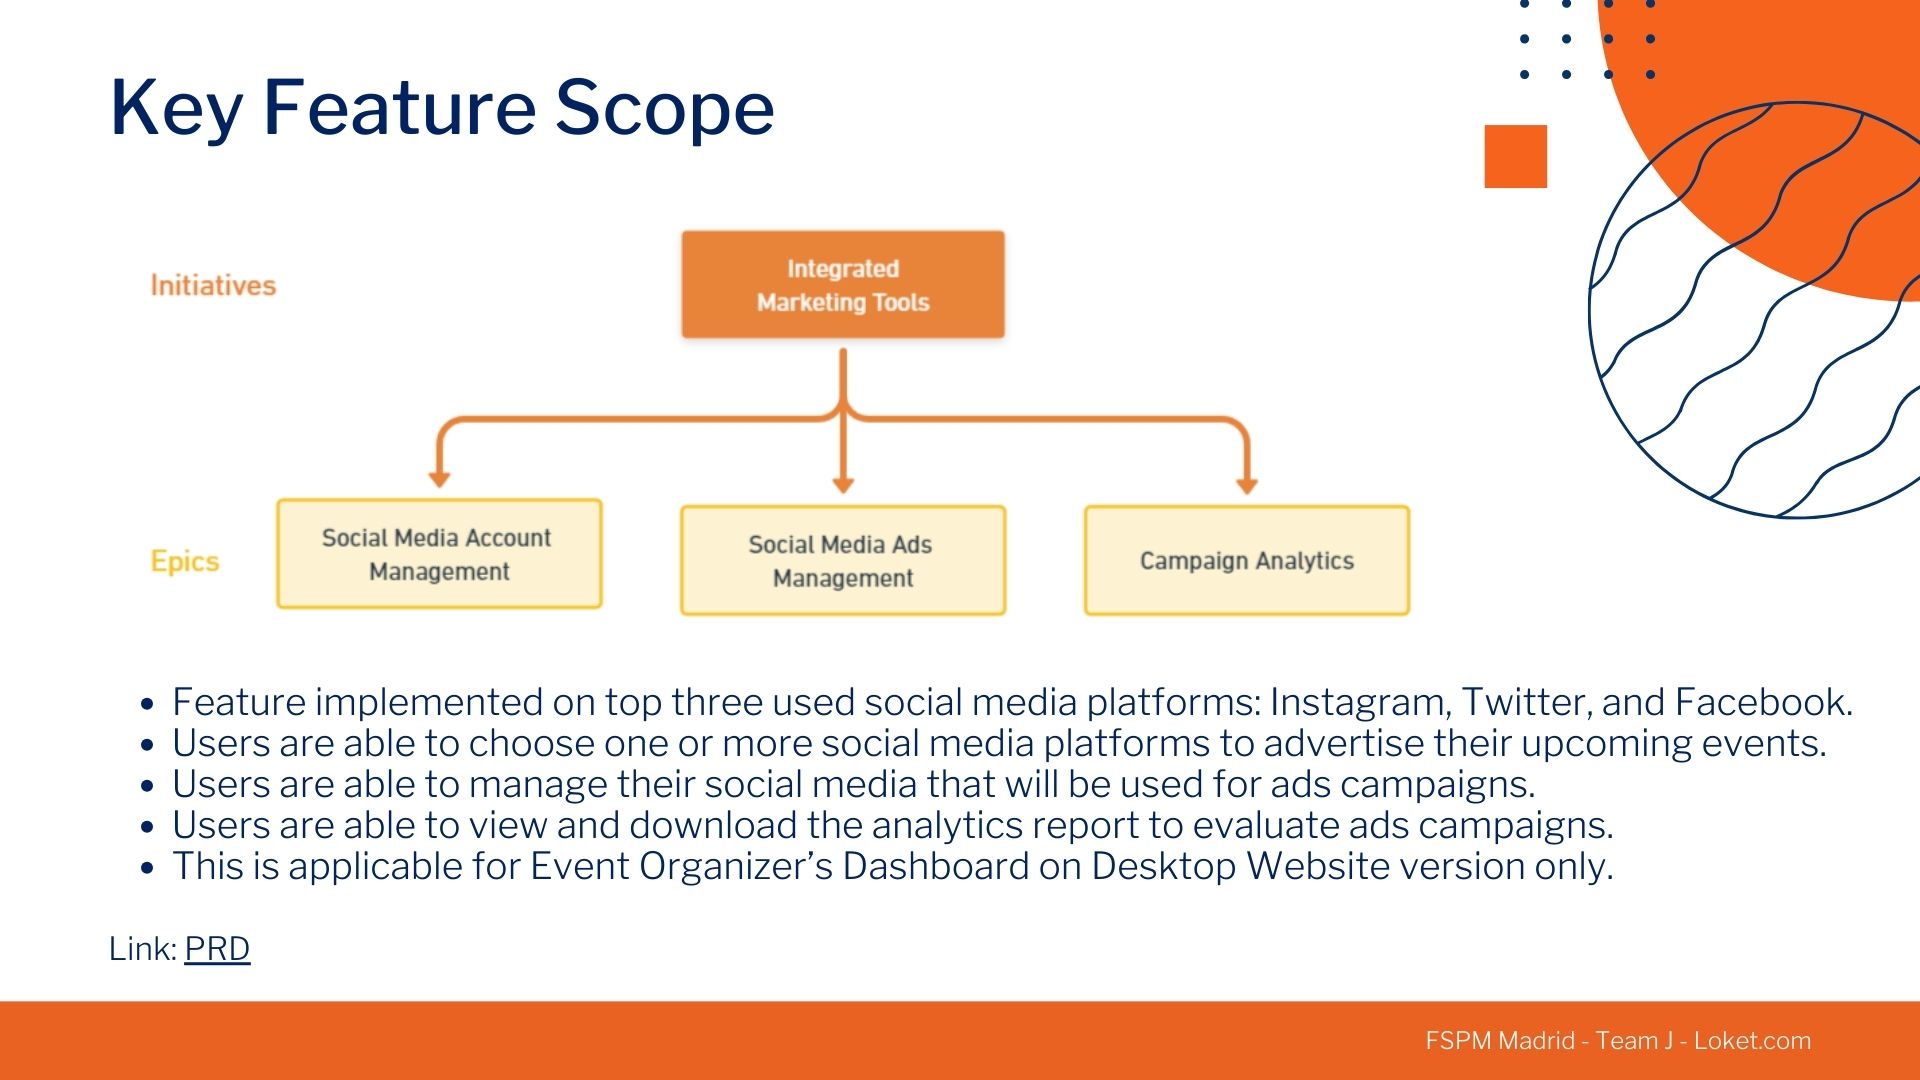 Key Feature Scope
Initiatives
Integrated
Marketing Tools
Epics
Social Media Account
Management
Social Media Ads
Management
Campaign Analytics
• Feature implemented on top three used social media platforms: Instagram, Twitter, and Facebook.
• Users are able to choose one or more social media platforms to advertise their upcoming events.
• Users are able to manage their social media that will be used for ads campaigns.
• Users are able to view and download the analytics report to evaluate ads campaigns.
• This is applicable for Event Organizer’s Dashboard on Desktop Website version only.
Link: PRD
FSPM Madrid - Team J - Loket.com